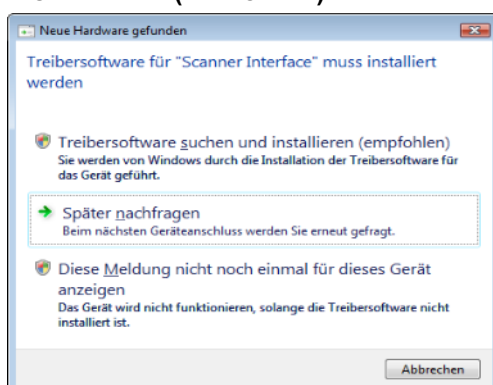 Neue Hardware gefunden
Treibersoftware für "Scanner Interface" muss installiert
werden
Treibersoftware suchen und installieren (empfohlen)
Sie werden von Windows durch die Installation der Treibersoftware für
das Gerät geführt.
Später nachfragen
Beim nächsten Geräteanschluss werden Sie erneut gefragt.
Diese Meldung nicht noch einmal für dieses Gerät
anzeigen
Das Gerät wird nicht funktionieren, solange die Treibersoftware nicht
installiert ist.
Abbrechen